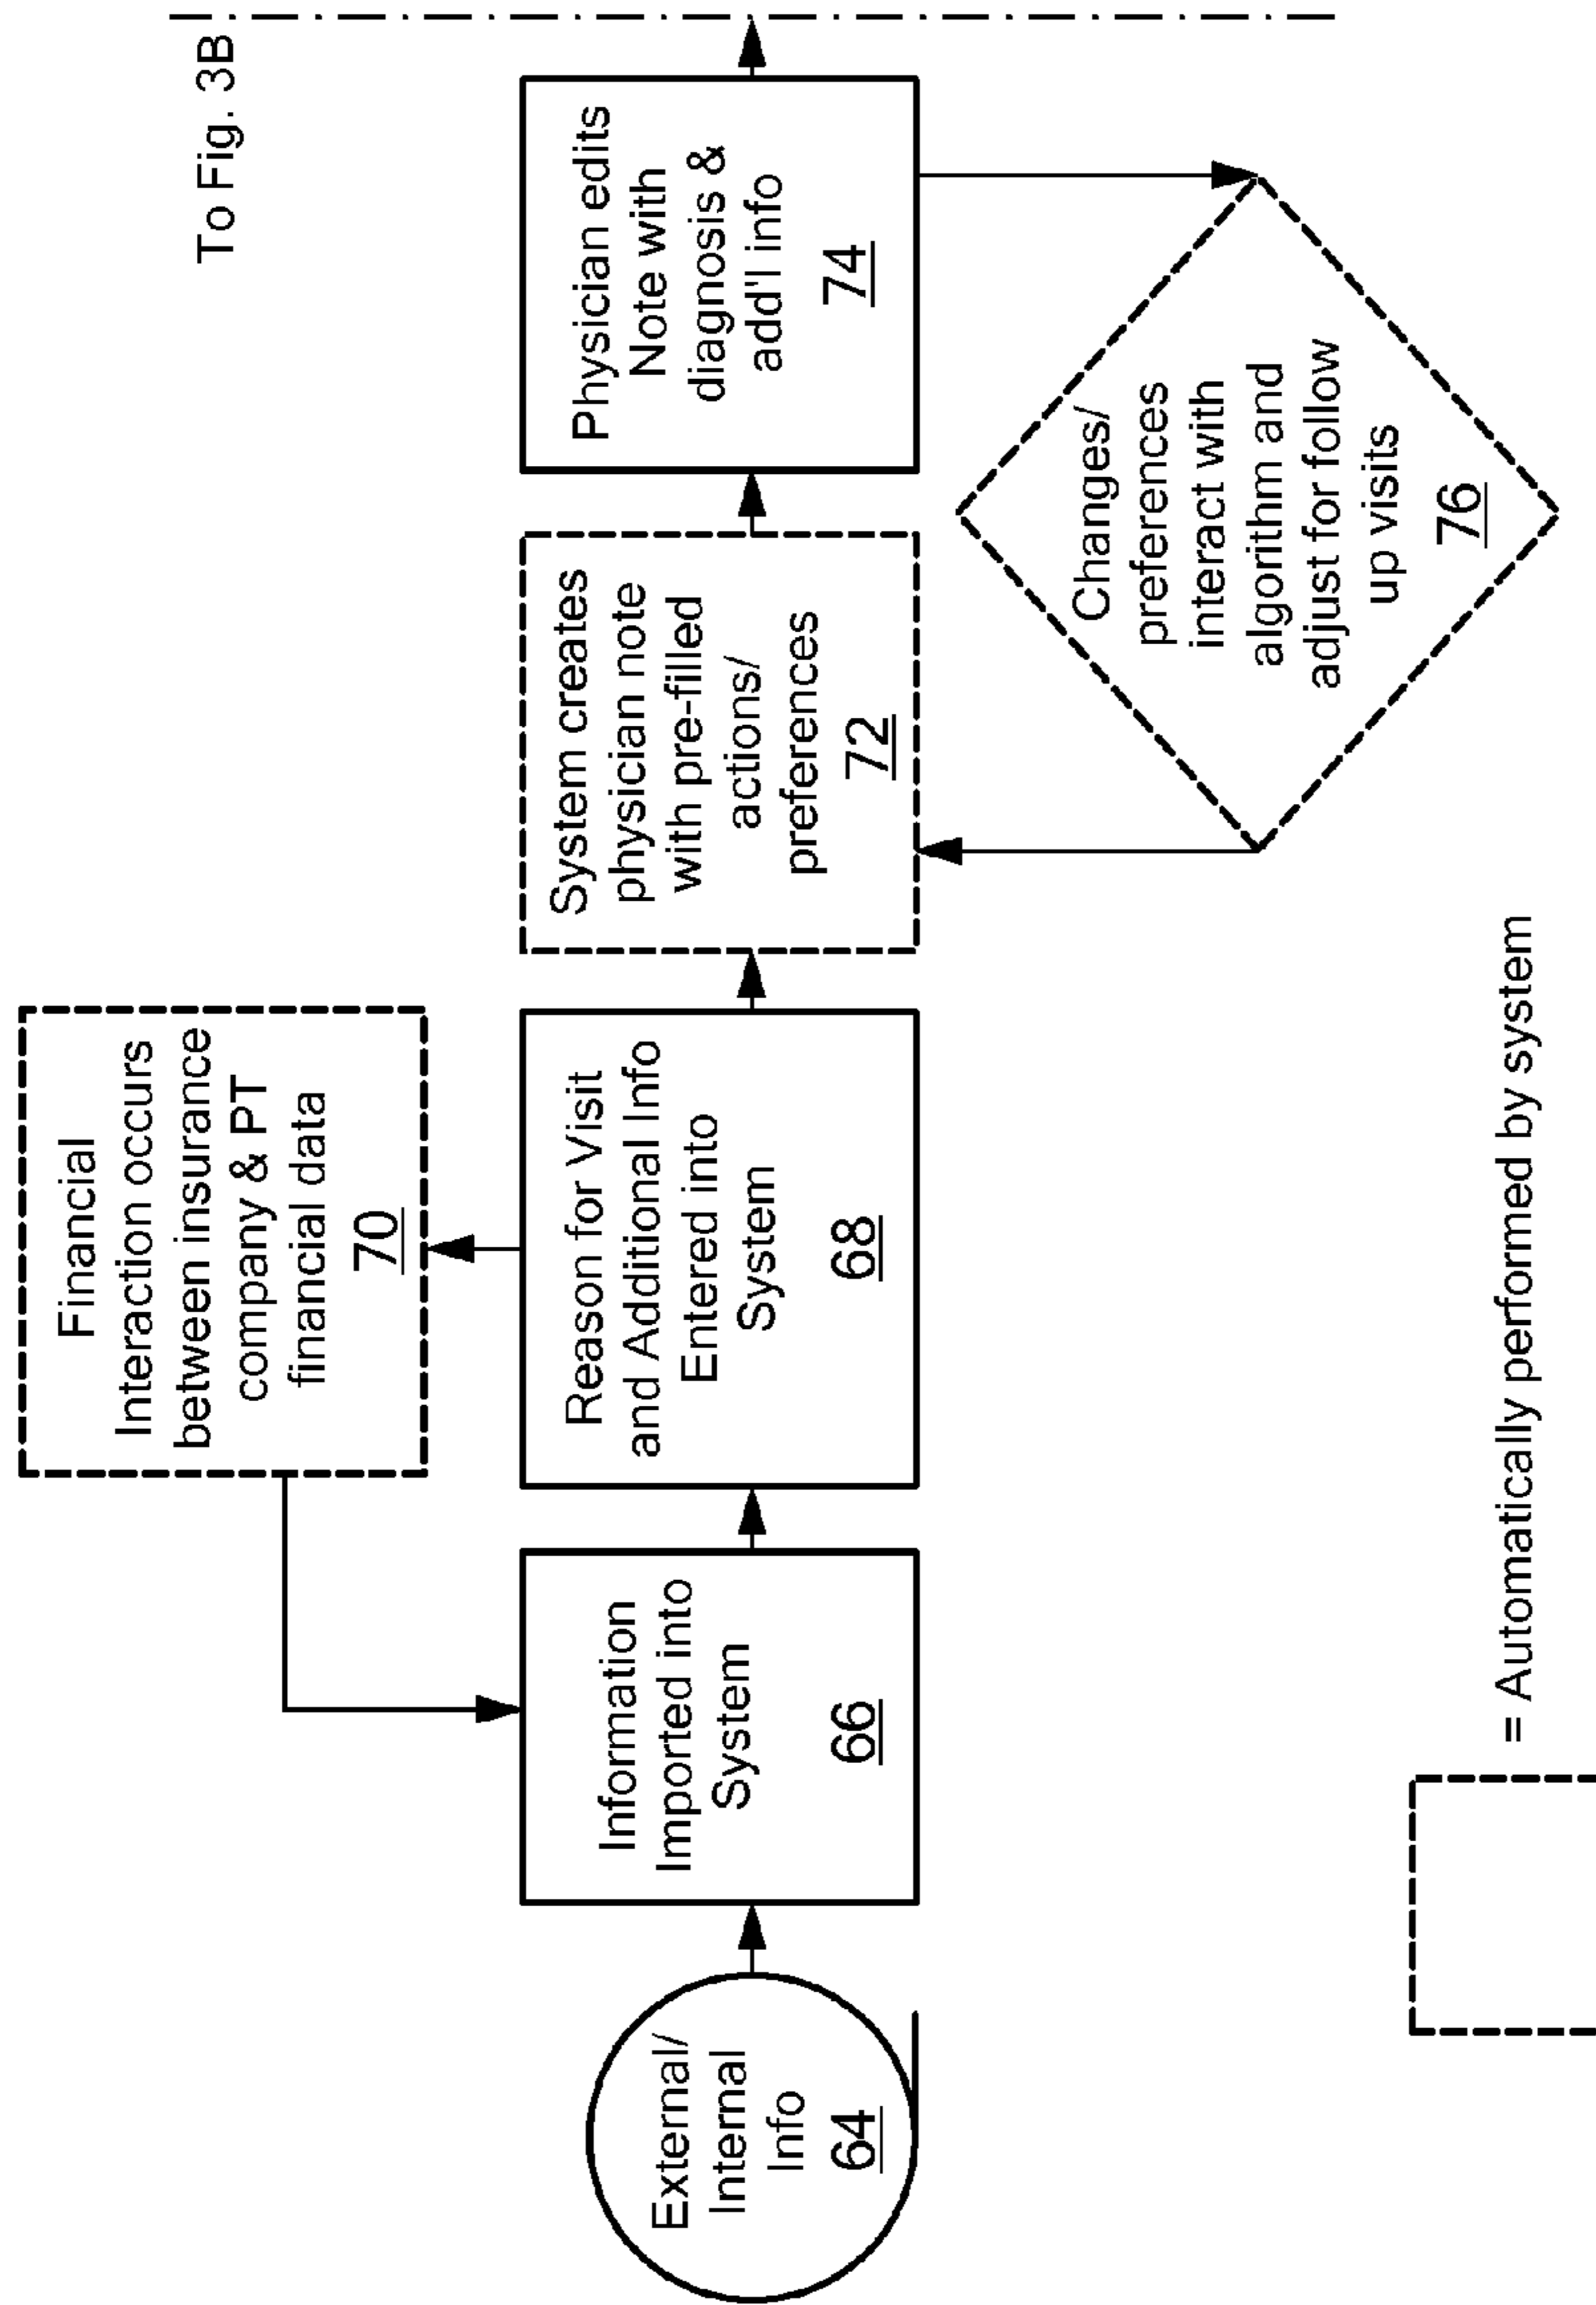 To Fig. 3B
Financial
Interaction occurs
between insurance
company & PT
financial data
70
External/
Internal
Info
64
Information
Imported into
System
66
Reason for Visit
and Additional Info
Entered into
System
68
System creates
physician note
with pre-filled
actions/
preferences
72
Physician edits
Note with
diagnosis &
add'l info
74
Changes/
preferences
interact with
algorithm and
adjust for follow
up visits
76
= Automatically performed by system